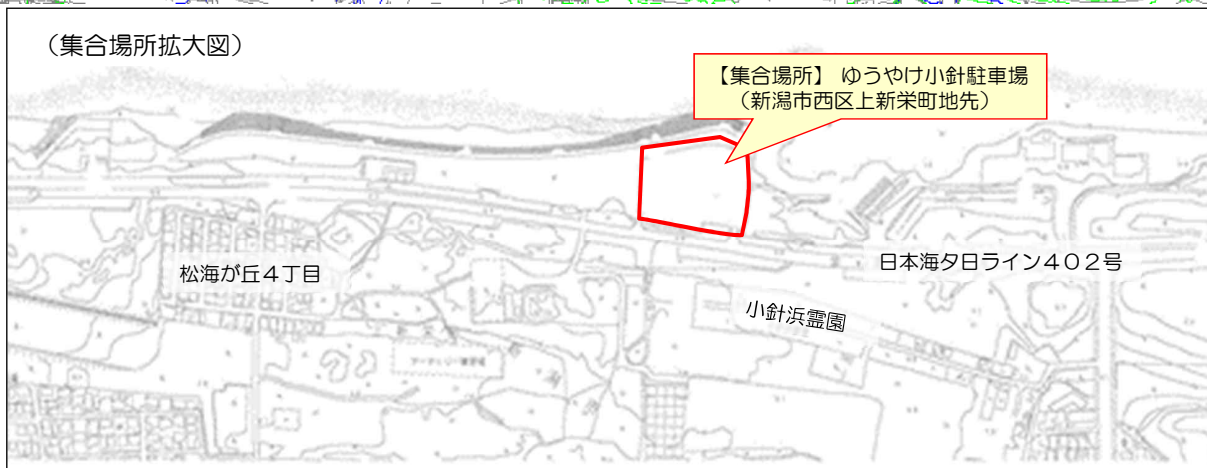 （集合場所拡大図）
【集合場所】 ゆうやけ小針駐車場
（新潟市西区上新栄町地先）
松海が丘４丁目
日本海夕日ライン４０２号
小針浜霊園